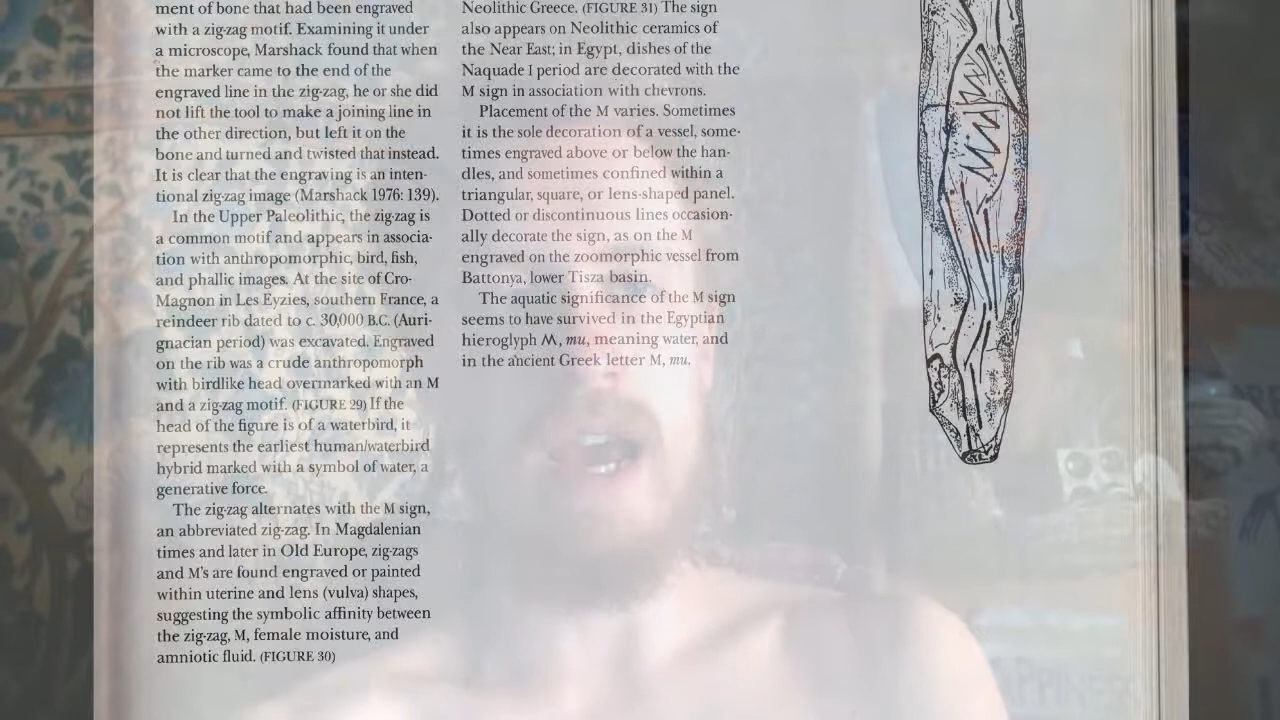 ment of bone that had been engraved
with a zig-zag motif. Examining it under
a microscope, Marshack found that when
the marker came to the end of the
engraved line in the zig-zag, he or she did
not lift the tool to make a joining line in
the other direction, but left it on the
bone and turned and twisted that instead.
It is clear that the engraving is an inten-
tional zig-zag image (Marshack 1976: 139).
In the Upper Paleolithic, the zig-zag is
a common motif and appears in associa-
tion with anthropomorphic, bird, fish,
and phallic images. At the site of Cro-
Magnon in Les Eyzies, southern France, a
reindeer rib dated to c. 30,000 B.C. (Auri-
gnacian period) was excavated. Engraved
on the rib was a crude anthropomorph
with birdlike head overmarked with an M
and a zig-zag motif. (FIGURE 29) If the
head of the figure is of a waterbird, it
represents the earliest human/waterbird
hybrid marked with a symbol of water, a
generative force.
The zig-zag alternates with the M sign,
an abbreviated zig-zag. In Magdalenian
times and later in Old Europe, zig-zags
and M's are found engraved or painted
within uterine and lens (vulva) shapes,
suggesting the symbolic affinity between
the zig-zag, M, female moisture, and
amniotic fluid. (FIGURE 30)
Neolithic Greece. (FIGURE 31) The sign
also appears on Neolithic ceramics of
the Near East; in Egypt, dishes of the
Naquade I period are decorated with the
M sign in association with chevrons.
Placement of the M varies. Sometimes
it is the sole decoration of a vessel, some-
times engraved above or below the han-
dles, and sometimes confined within a
triangular, square, or lens-shaped panel.
Dotted or discontinuous lines occasion-
ally decorate the sign, as on the M
engraved on the zoomorphic vessel from
Battonya, lower Tisza basin.
The aquatic significance of the M sign
seems to have survived in the Egyptian
hieroglyph M, mu, meaning water, and
in the ancient Greek letter M, mu.